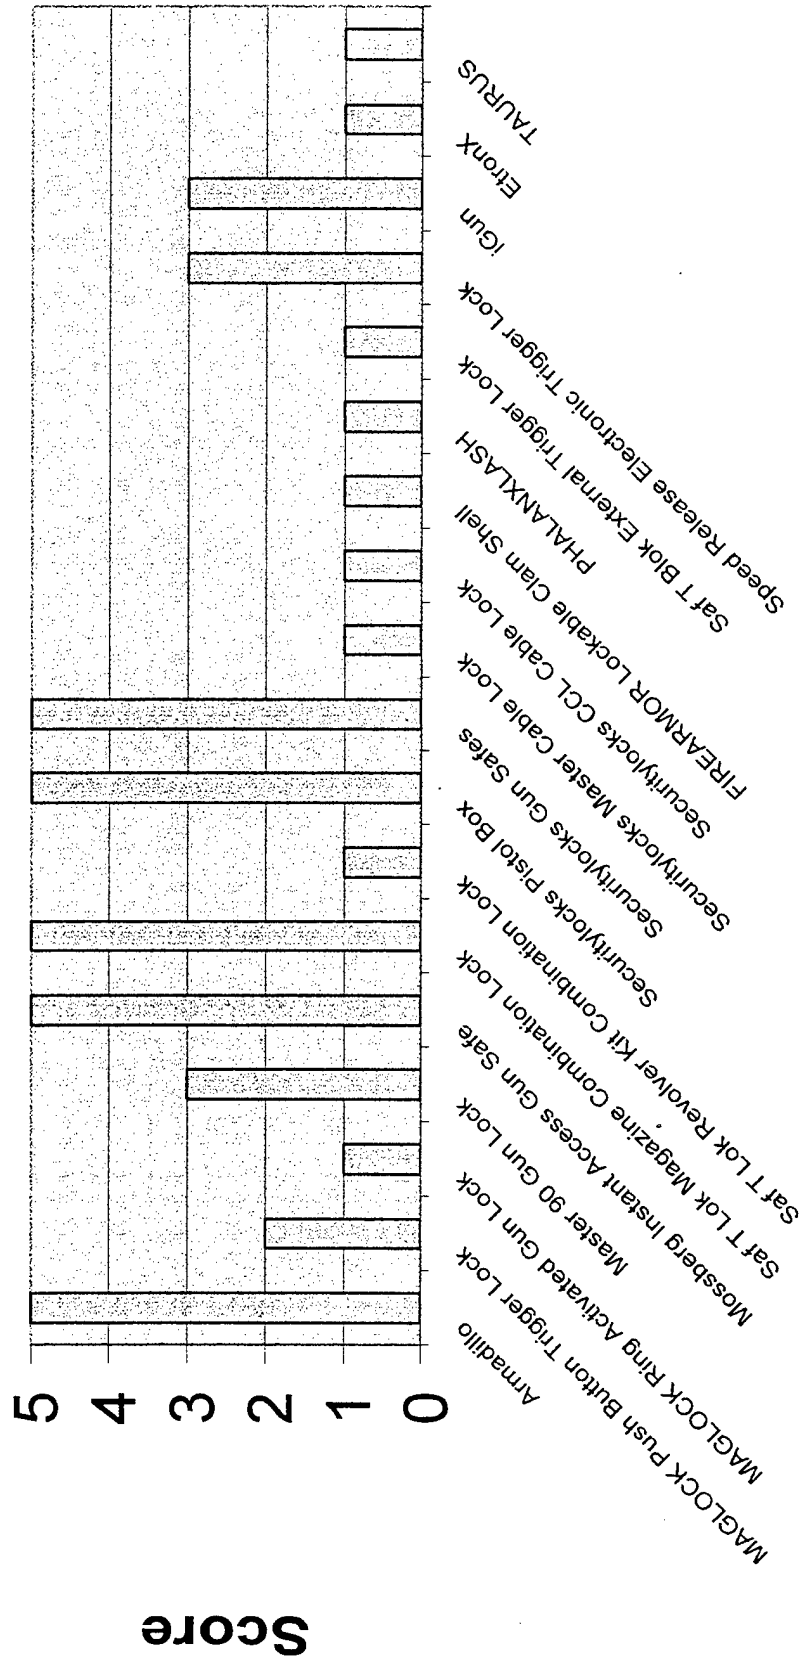 Score
5
4
3
2
1
0
Armadillo
MAGLOCK Push Button Trigger Lock
MAGLOCK Ring Activated Gun Lock
Master 90 Gun Lock
Mossberg Instant Access Gun Safe
Saf T Lok Magazine Combination Lock
Saf T Lok Revolver Kit Combination Lock
Securitylocks Pistol Box
Securitylocks Gun Safes
Securitylocks Master Cable Lock
Securitylocks CCL Cable Lock
FIREARMOR Lockable Clam Shell
PHALANXLASH
Saf T Blok External Trigger Lock
Speed Release Electronic Trigger Lock
iGun
EtronX
TAURUS